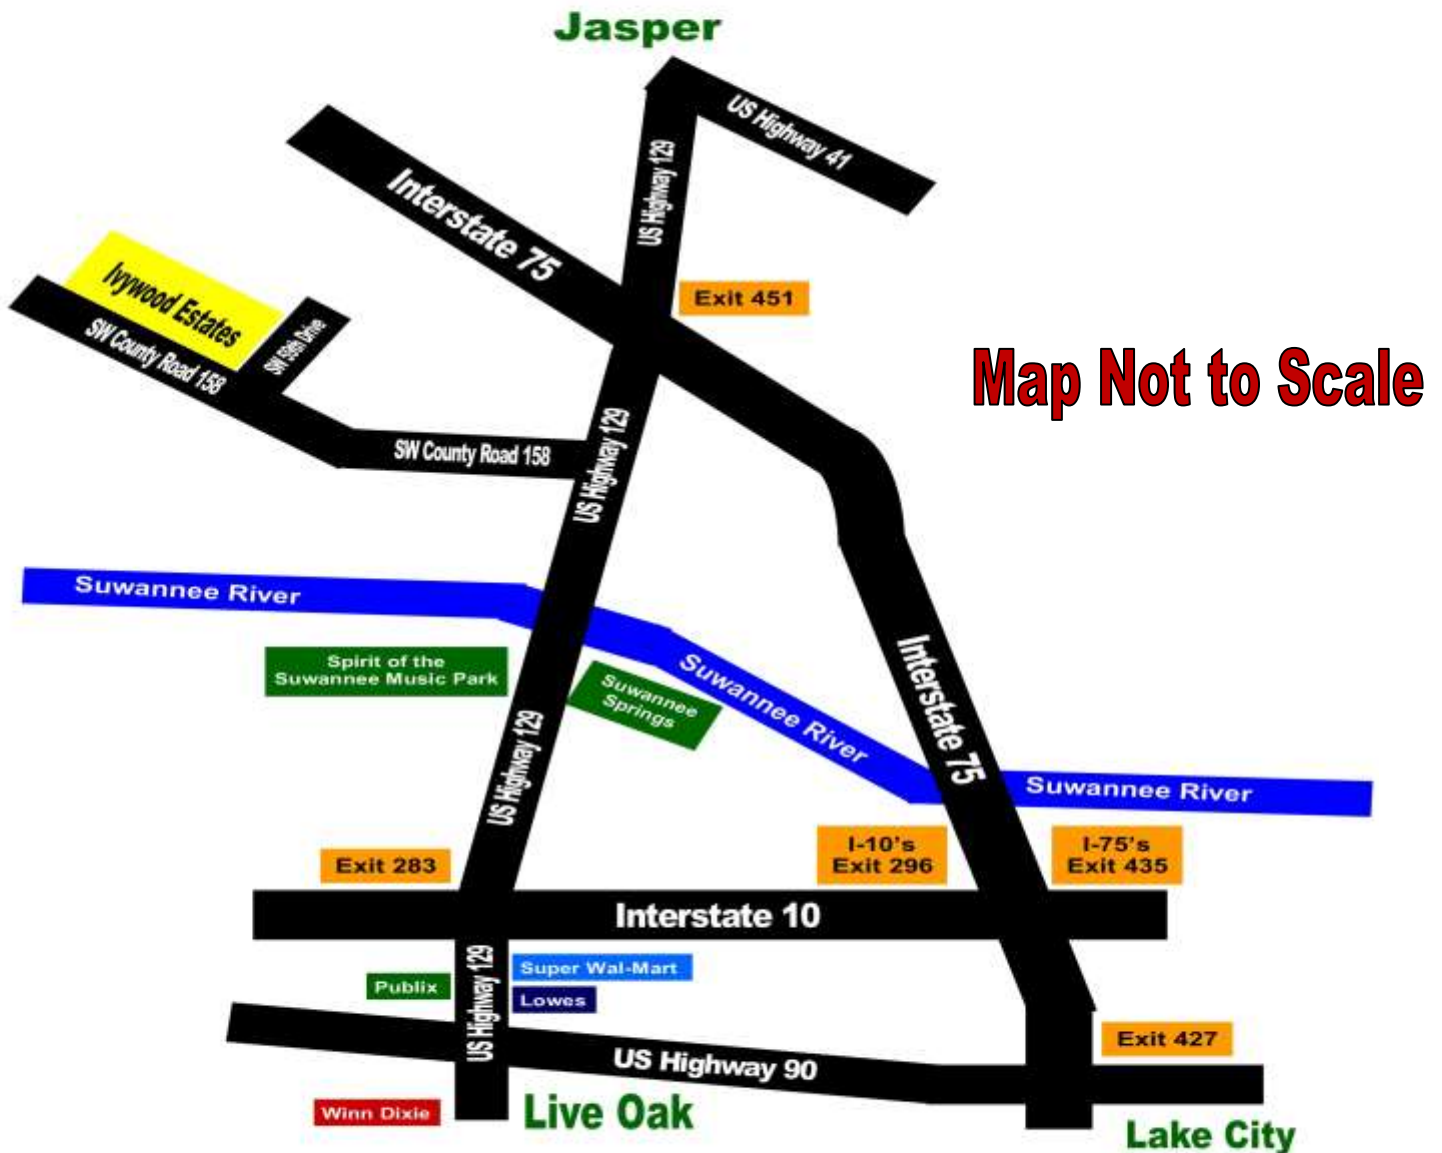 Jasper
US Highway 41
US Highway 129
Interstate 75
Exit 451
Ivywood Estates
SW County Road 158
SW 59th Drive
Map Not to Scale
SW County Road 158
US Highway 129
Suwannee River
Spirit of the
Suwannee Music Park
Suwannee
Springs
Suwannee River
Interstate 75
Suwannee River
US Highway 129
Exit 283
I-10's
Exit 296
I-75's
Exit 435
Interstate 10
US Highway 129
Super Wal-Mart
Publix
Lowes
US Highway 90
Exit 427
Winn Dixie
Live Oak
Lake City